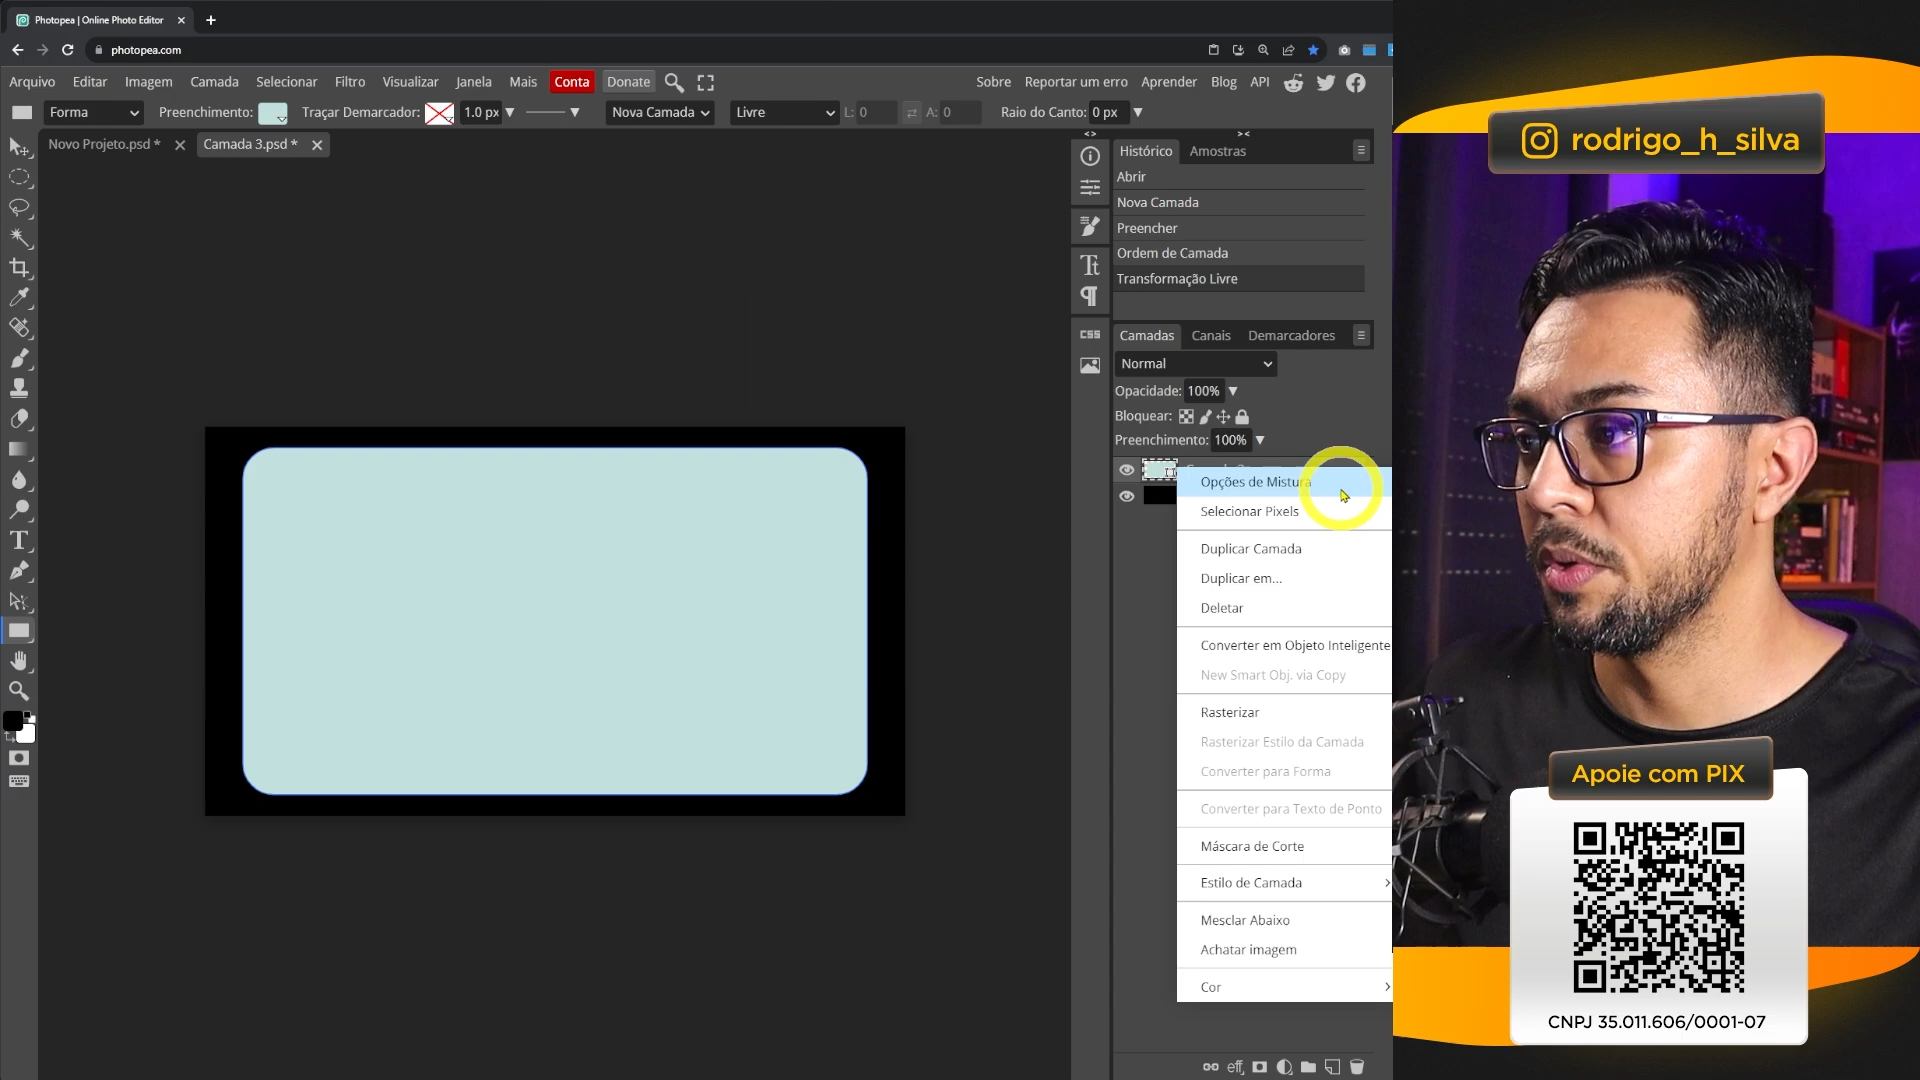 Photopea | Online Photo Editor
photopea.com
Arquivo Editar Imagem Camada Selecionar Filtro Visualizar Janela Mais Conta Donate
Sobre Reportar um erro Aprender Blog API
Forma Preenchimento: Traçar Demarcador: 1.0 px Nova Camada Livre L: 0 A: 0 Raio do Canto: 0 px
Novo Projeto.psd * Camada 3.psd *
Histórico Amostras
Abrir
Nova Camada
Preencher
Ordem de Camada
Transformação Livre
CSS
Camadas Canais Demarcadores
Normal
Opacidade: 100%
Bloquear:
Preenchimento: 100%
Opções de Mistura
Selecionar Pixels
Duplicar Camada
Duplicar em...
Deletar
Converter em Objeto Inteligente
New Smart Obj. via Copy
Rasterizar
Rasterizar Estilo da Camada
Converter para Forma
Converter para Texto de Ponto
Máscara de Corte
Estilo de Camada
Mesclar Abaixo
Achatar imagem
Cor
eff
rodrigo_h_silva
Apoie com PIX
CNPJ 35.011.606/0001-07